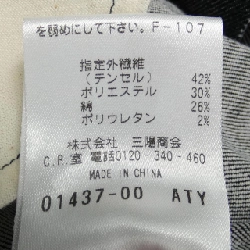 を弱めにして下さい。F-107
指定外繊維
(テンセル) 42%
ポリエステル 30%
綿 26%
ポリウレタン 2%
株式会社 三陽商会
C.R.室 電話0120 340-460
MADE IN CHINA
01437-00 ATY